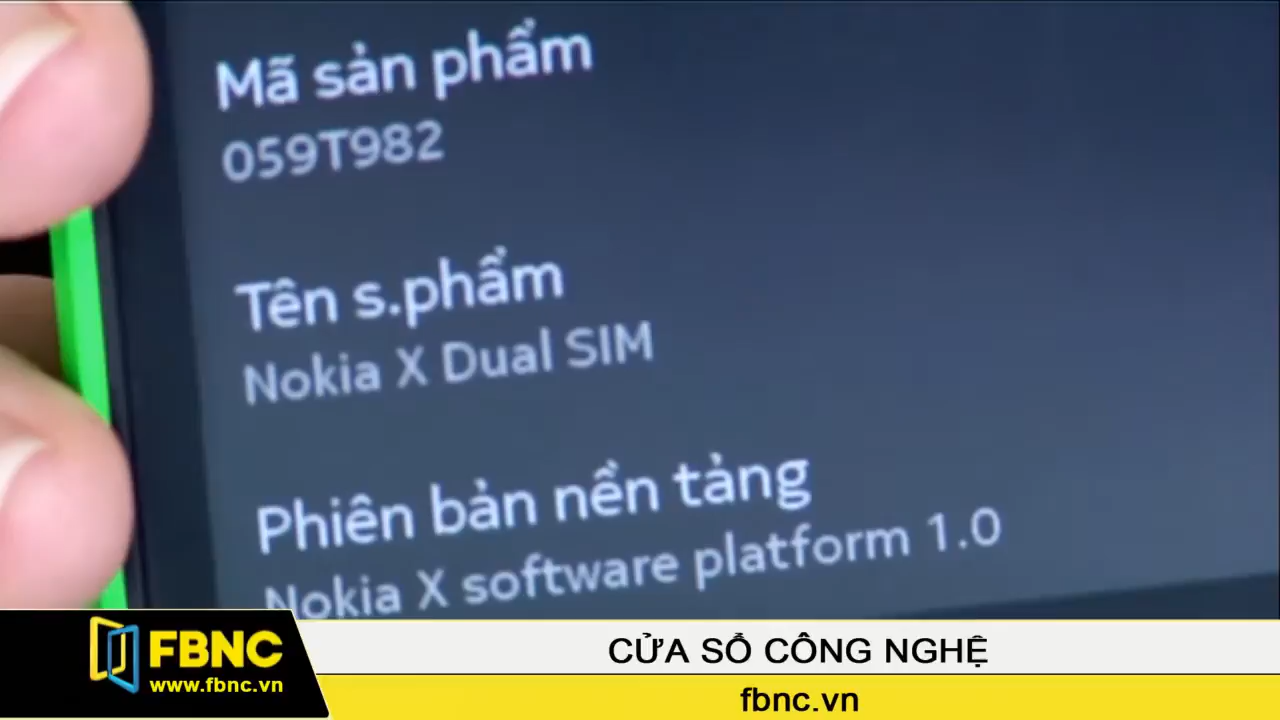 Mã sản phẩm
059T982
Tên s.phẩm
Nokia X Dual SIM
Phiên bản nền tảng
Nokia X software platform 1.0
FBNC
www.fbnc.vn
CỬA SỔ CÔNG NGHỆ
fbnc.vn